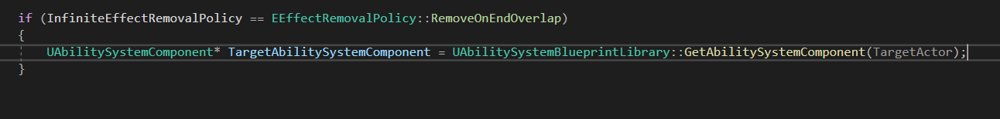 if (InfiniteEffectRemovalPolicy == EEffectRemovalPolicy::RemoveOnEndOverlap)
{
UAbilitySystemComponent* TargetAbilitySystemComponent = UAbilitySystemBlueprintLibrary::GetAbilitySystemComponent(TargetActor);
}